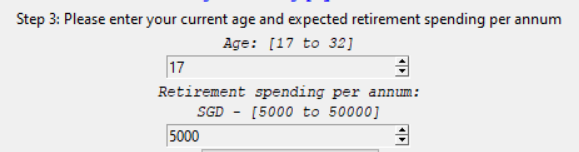 Step 3: Please enter your current age and expected retirement spending per annum
Age: [17 to 32]
17
Retirement spending per annum:
SGD - [5000 to 50000]
5000